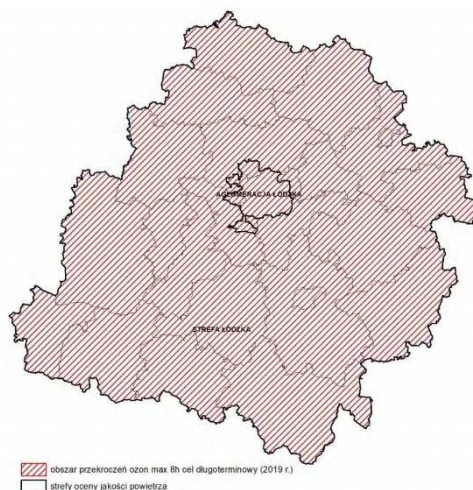 AGLOMERACJA ŁÓDZKA
STREFA ŁÓDZKA
obszar przekroczeń ozon max 8h cel długoterminowy (2019 r.)
strefy oceny jakości powietrza